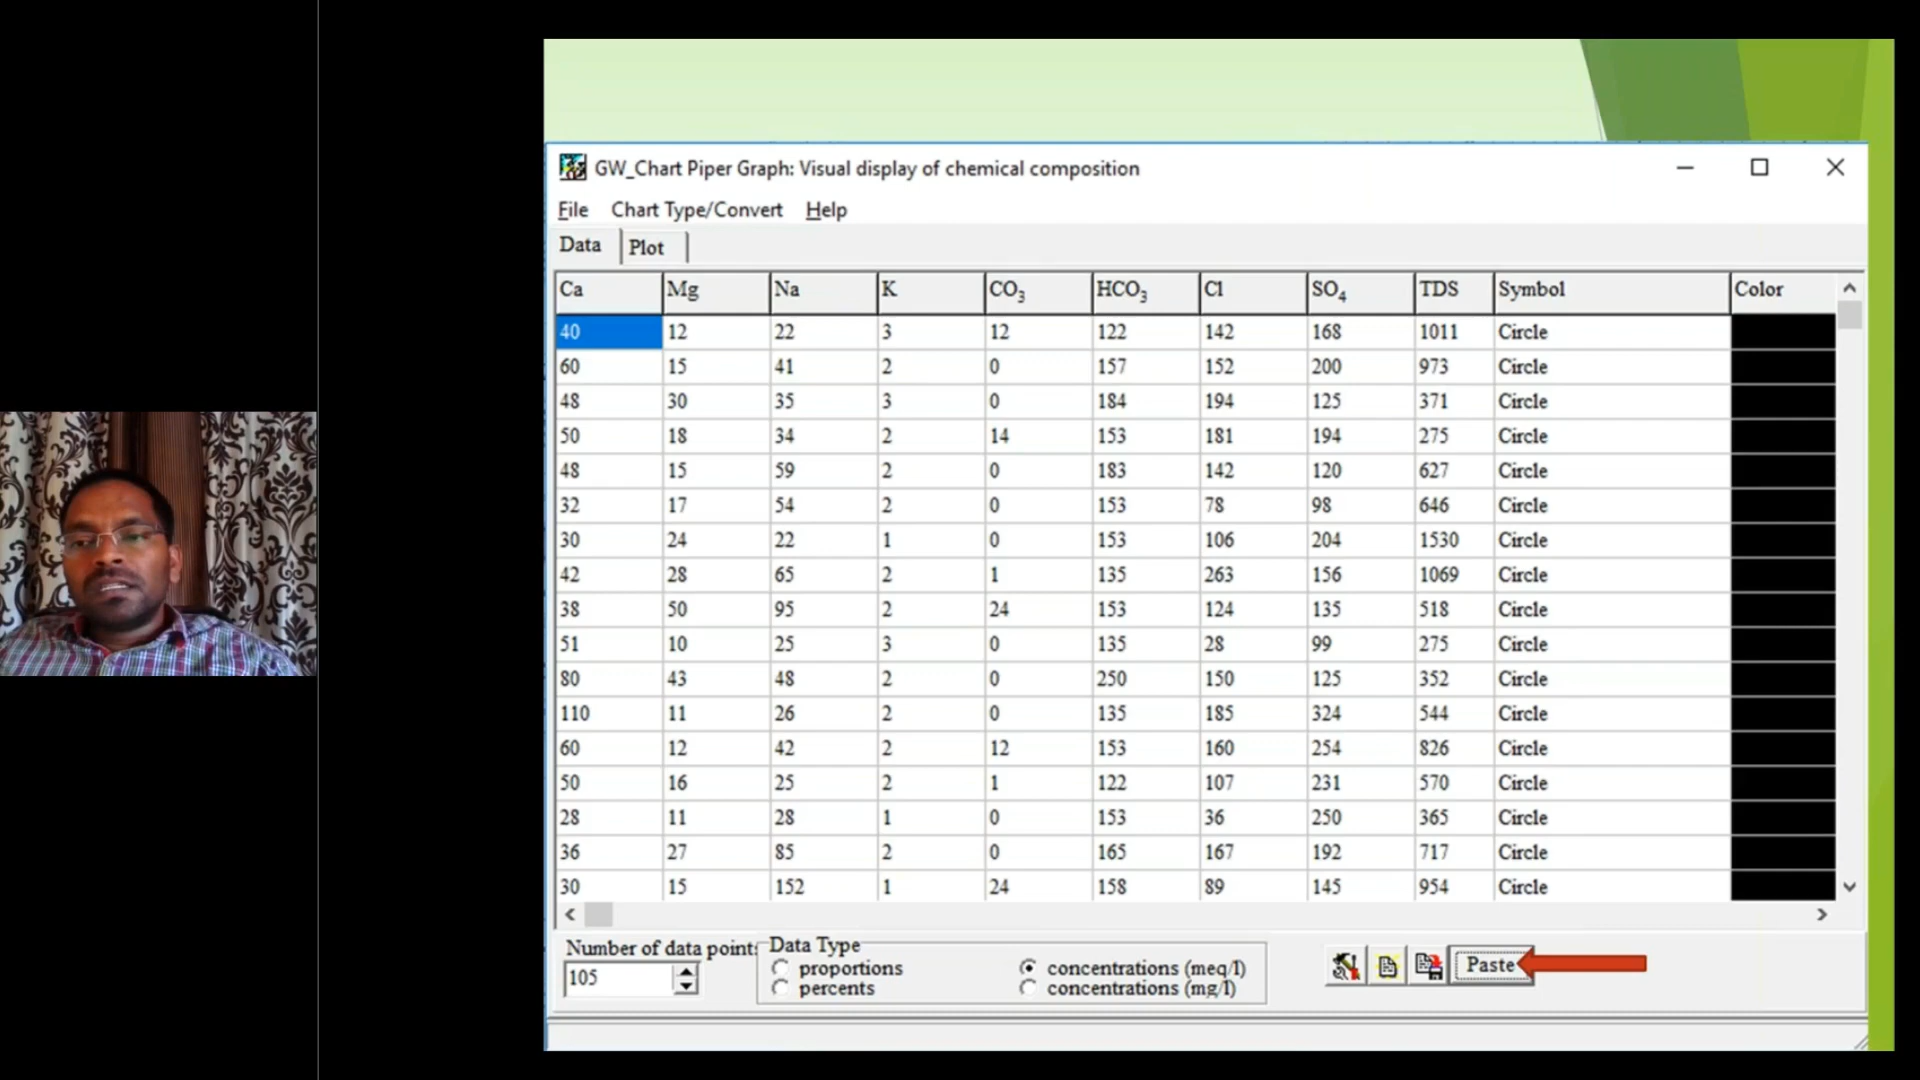 GW_Chart Piper Graph: Visual display of chemical composition
File Chart Type/Convert Help
Data Plot
Ca Mg Na K CO3 HCO3 Cl SO4 TDS Symbol Color
40 12 22 3 12 122 142 168 1011 Circle
60 15 41 2 0 157 152 200 973 Circle
48 30 35 3 0 184 194 125 371 Circle
50 18 34 2 14 153 181 194 275 Circle
48 15 59 2 0 183 142 120 627 Circle
32 17 54 2 0 153 78 98 646 Circle
30 24 22 1 0 153 106 204 1530 Circle
42 28 65 2 1 135 263 156 1069 Circle
38 50 95 2 24 153 124 135 518 Circle
51 10 25 3 0 135 28 99 275 Circle
80 43 48 2 0 250 150 125 352 Circle
110 11 26 2 0 135 185 324 544 Circle
60 12 42 2 12 153 160 254 826 Circle
50 16 25 2 1 122 107 231 570 Circle
28 11 28 1 0 153 36 250 365 Circle
36 27 85 2 0 165 167 192 717 Circle
30 15 152 1 24 158 89 145 954 Circle
Number of data point:
105
Data Type
proportions concentrations (meq/l)
percents concentrations (mg/l)
Paste